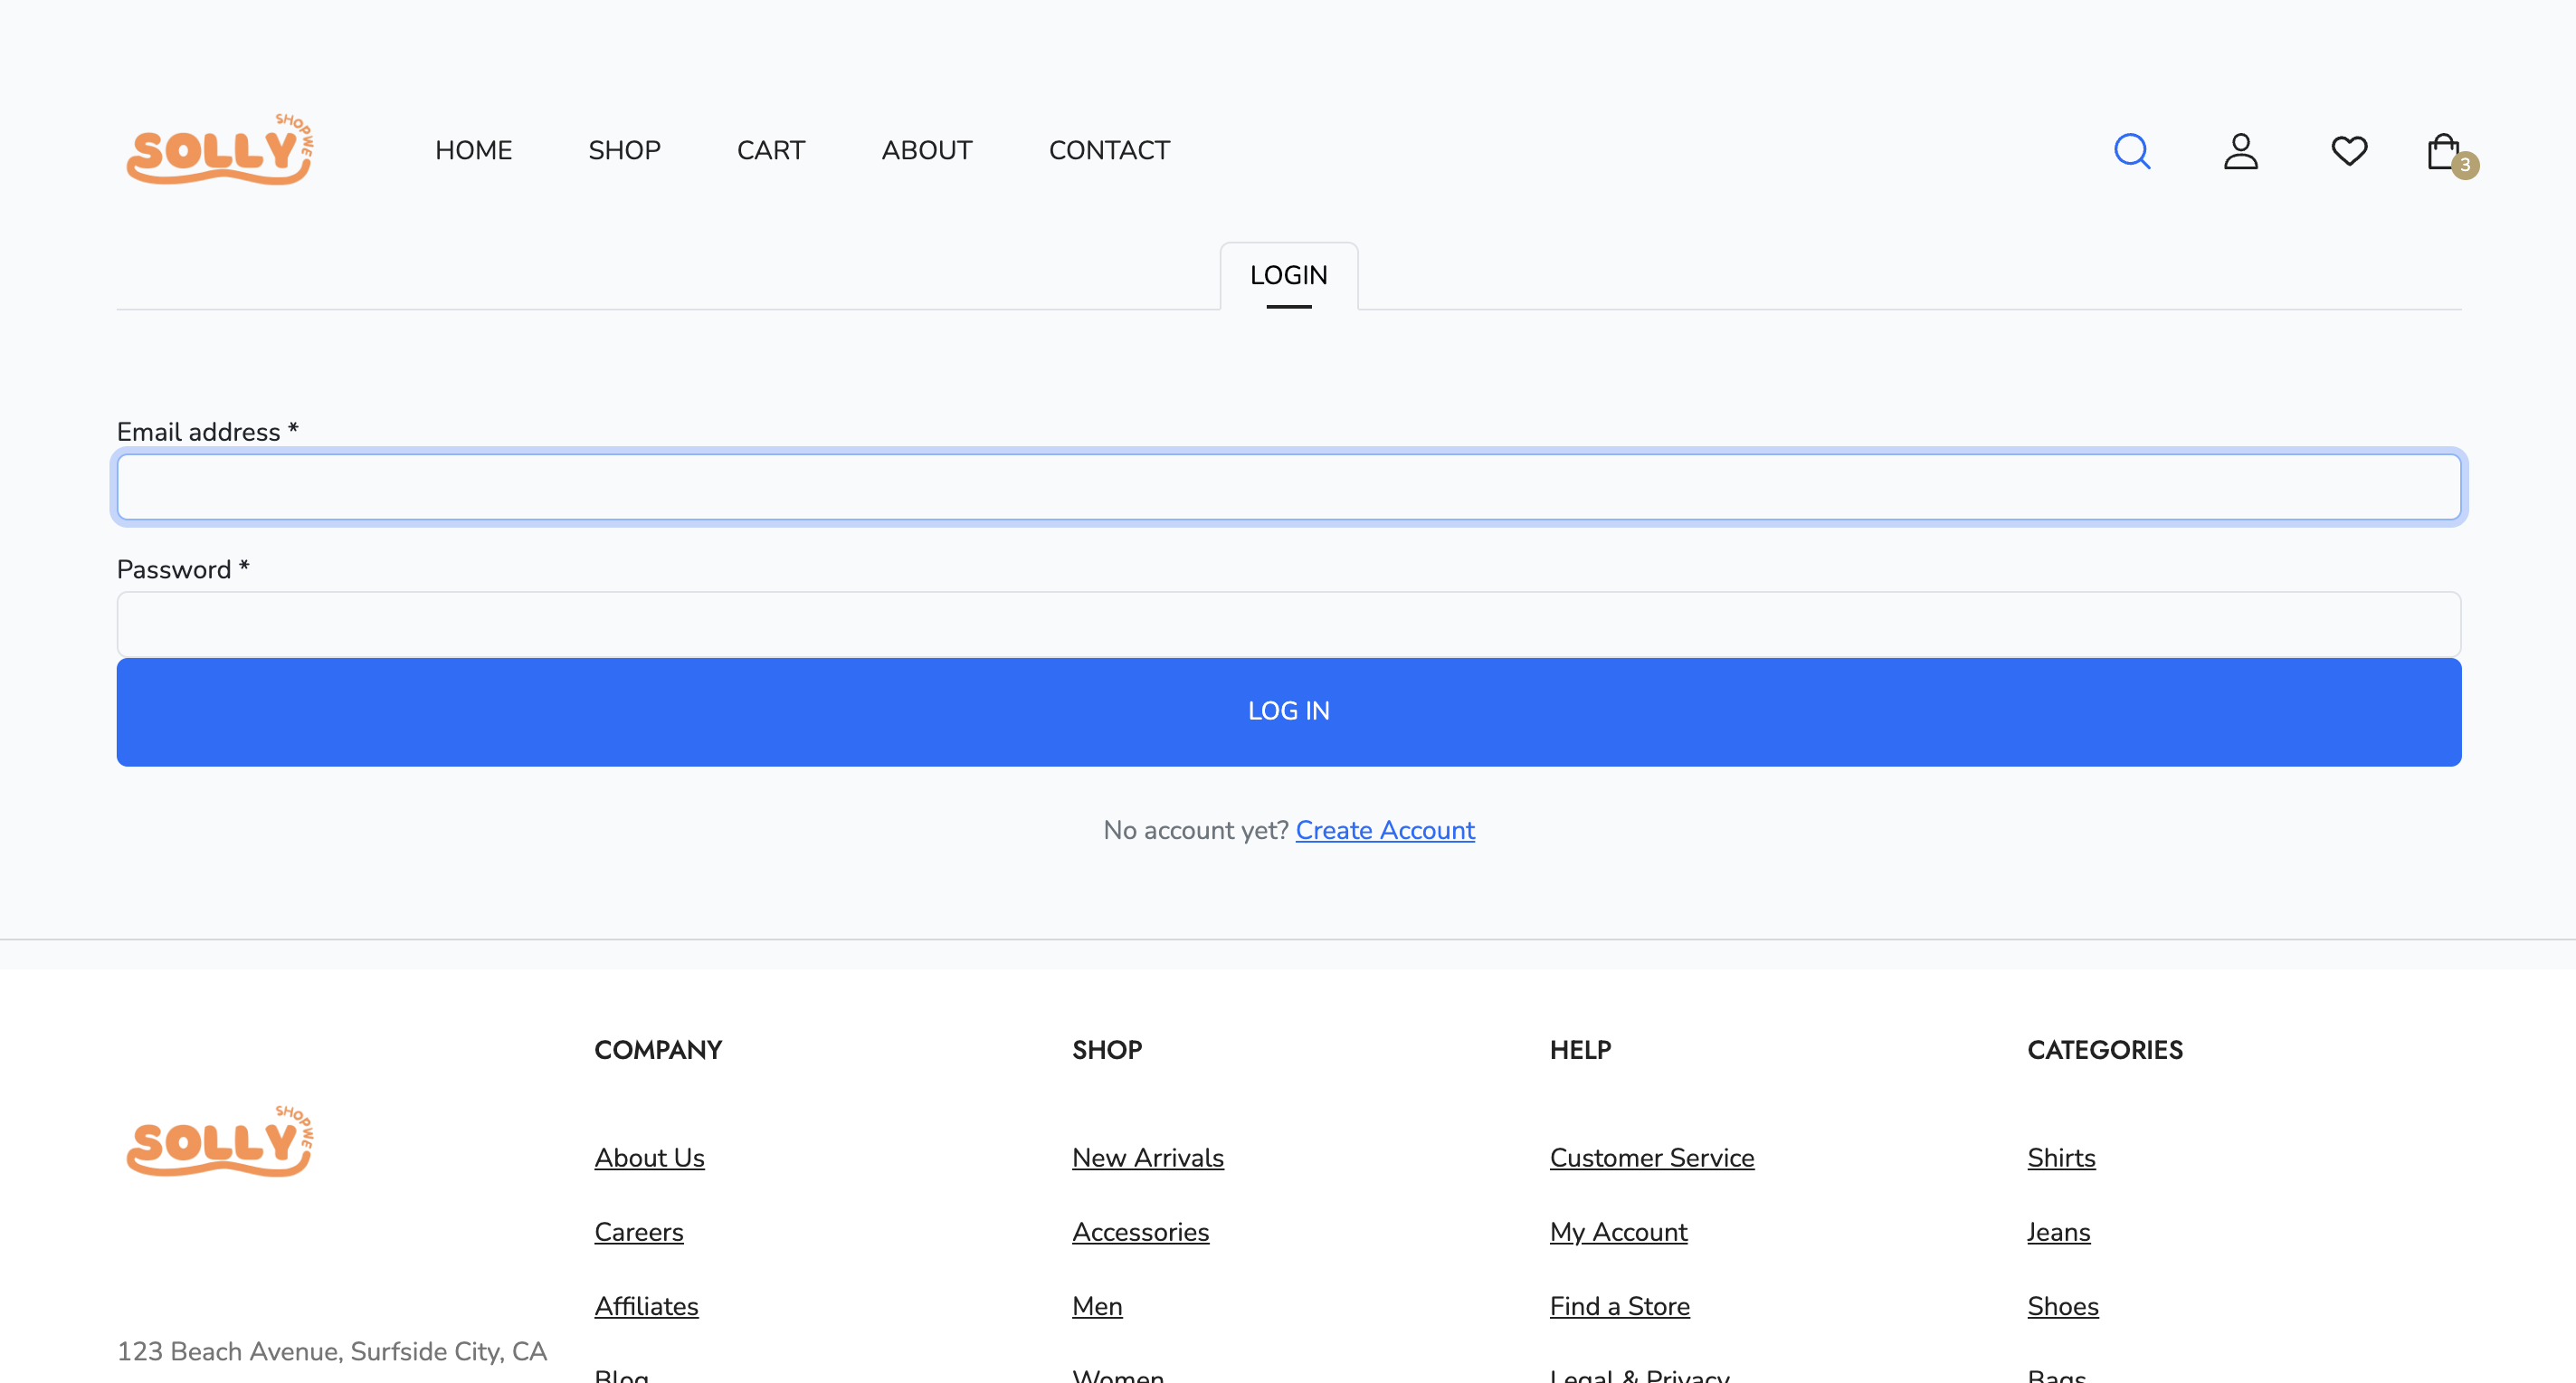 SOLLY SHOPWE
HOME SHOP CART ABOUT CONTACT
3
LOGIN
Email address *
Password *
LOG IN
No account yet? Create Account
COMPANY SHOP HELP CATEGORIES
SOLLY SHOPWE
About Us New Arrivals Customer Service Shirts
Careers Accessories My Account Jeans
Affiliates Men Find a Store Shoes
123 Beach Avenue, Surfside City, CA
Blog Women Legal & Privacy Bags